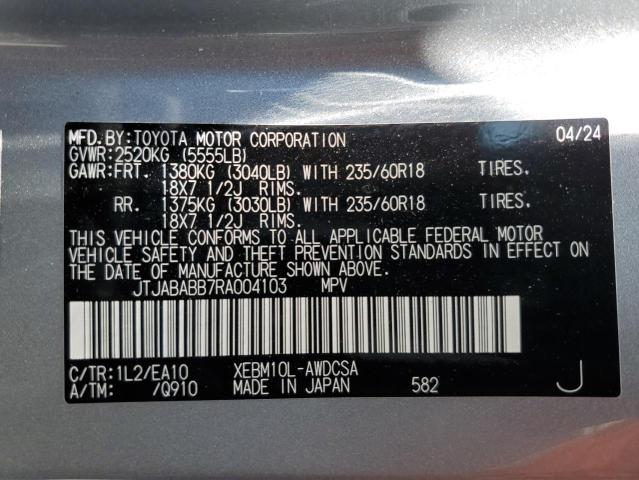 MFD.BY:TOYOTA MOTOR CORPORATION 04/24
GVWR:2520KG (5555LB)
GAWR:FRT. 1380KG (3040LB) WITH 235/60R18 TIRES.
18X7 1/2J RIMS.
RR. 1375KG (3030LB) WITH 235/60R18 TIRES.
18X7 1/2J RIMS.
THIS VEHICLE CONFORMS TO ALL APPLICABLE FEDERAL MOTOR
VEHICLE SAFETY AND THEFT PREVENTION STANDARDS IN EFFECT ON
THE DATE OF MANUFACTURE SHOWN ABOVE.
JTJABABB7RA004103 MPV
C/TR:1L2/EA10 XEBM10L-AWDCSA
A/TM: /Q910 MADE IN JAPAN 582 J